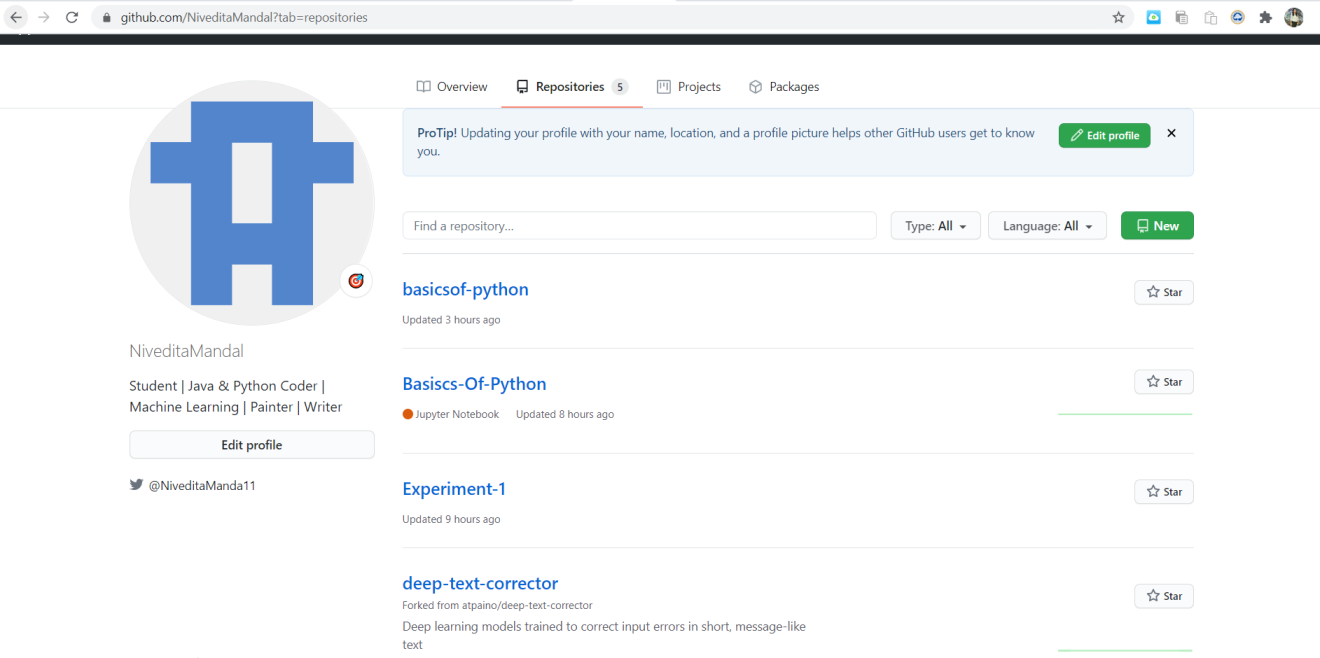 github.com/NiveditaMandal?tab=repositories
Overview
Repositories 5
Projects
Packages
ProTip! Updating your profile with your name, location, and a profile picture helps other GitHub users get to know
you.
Edit profile
Find a repository...
Type: All
Language: All
New
basicsof-python
Star
Updated 3 hours ago
NiveditaMandal
Student | Java & Python Coder |
Machine Learning | Painter | Writer
Edit profile
@NiveditaManda11
Basiscs-Of-Python
Star
Jupyter Notebook Updated 8 hours ago
Experiment-1
Star
Updated 9 hours ago
deep-text-corrector
Star
Forked from atpaino/deep-text-corrector
Deep learning models trained to correct input errors in short, message-like
text